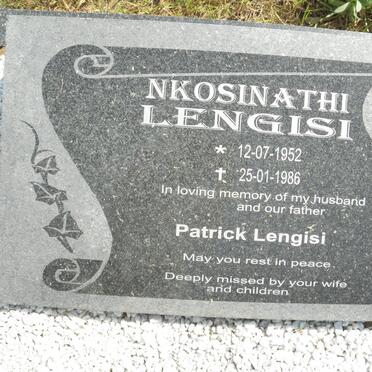 NKOSINATHI
LENGISI
* 12-07-1952
✝ 25-01-1986
In loving memory of my husband
and our father
Patrick Lengisi
May you rest in peace
Deeply missed by your wife
and children